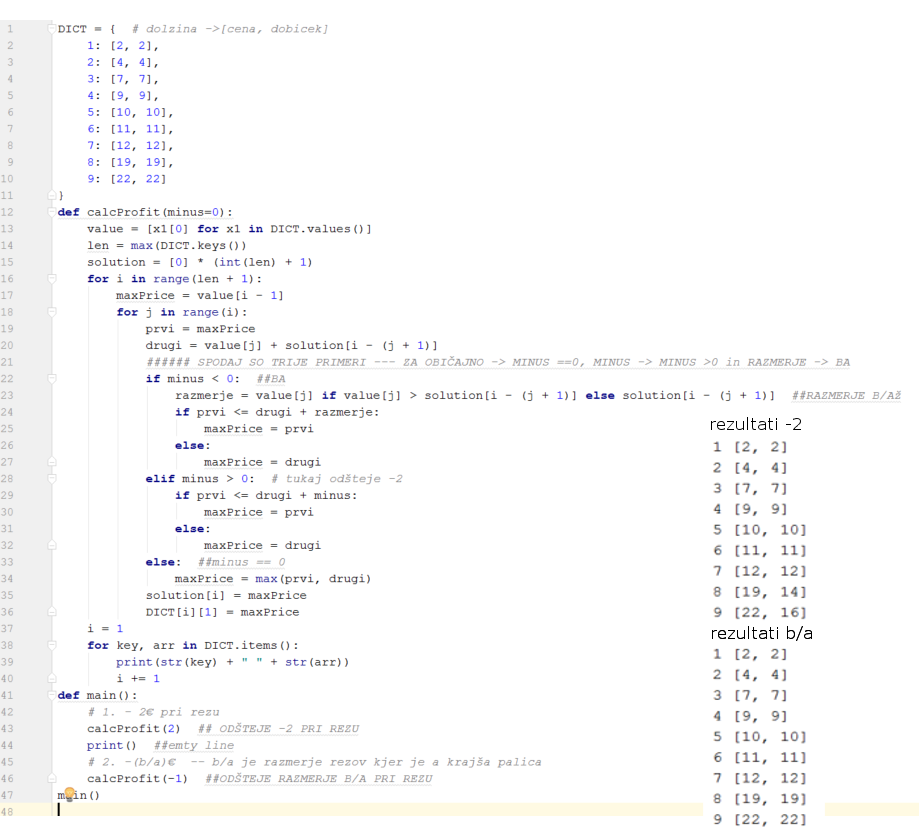 1 DICT = {  # dolzina ->[cena, dobicek]
2     1: [2, 2],
3     2: [4, 4],
4     3: [7, 7],
5     4: [9, 9],
6     5: [10, 10],
7     6: [11, 11],
8     7: [12, 12],
9     8: [19, 19],
10     9: [22, 22]
11 }
12 def calcProfit(minus=0):
13     value = [x1[0] for x1 in DICT.values()]
14     len = max(DICT.keys())
15     solution = [0] * (int(len) + 1)
16     for i in range(len + 1):
17         maxPrice = value[i - 1]
18         for j in range(i):
19             prvi = maxPrice
20             drugi = value[j] + solution[i - (j + 1)]
21             ###### SPODAJ SO TRIJE PRIMERI --- ZA OBIČAJNO -> MINUS ==0, MINUS -> MINUS >0 in RAZMERJE -> BA
22             if minus < 0:  ##BA
23                 razmerje = value[j] if value[j] > solution[i - (j + 1)] else solution[i - (j + 1)]  ##RAZMERJE B/AŽ
24                 if prvi <= drugi + razmerje:
25                     maxPrice = prvi
26                 else:
27                     maxPrice = drugi
28             elif minus > 0:  # tukaj odšteje -2
29                 if prvi <= drugi + minus:
30                     maxPrice = prvi
31                 else:
32                     maxPrice = drugi
33             else:  ##minus == 0
34                 maxPrice = max(prvi, drugi)
35             solution[i] = maxPrice
36             DICT[i][1] = maxPrice
37     i = 1
38     for key, arr in DICT.items():
39         print(str(key) + " " + str(arr))
40         i += 1
41 def main():
42     # 1. - 2€ pri rezu
43     calcProfit(2)  ## ODŠTEJE -2 PRI REZU
44     print()  ##emty line
45     # 2. -(b/a)€  -- b/a je razmerje rezov kjer je a krajša palica
46     calcProfit(-1)  ##ODŠTEJE RAZMERJE B/A PRI REZU
47 main()
48
rezultati -2
1 [2, 2]
2 [4, 4]
3 [7, 7]
4 [9, 9]
5 [10, 10]
6 [11, 11]
7 [12, 12]
8 [19, 14]
9 [22, 16]
rezultati b/a
1 [2, 2]
2 [4, 4]
3 [7, 7]
4 [9, 9]
5 [10, 10]
6 [11, 11]
7 [12, 12]
8 [19, 19]
9 [22, 22]